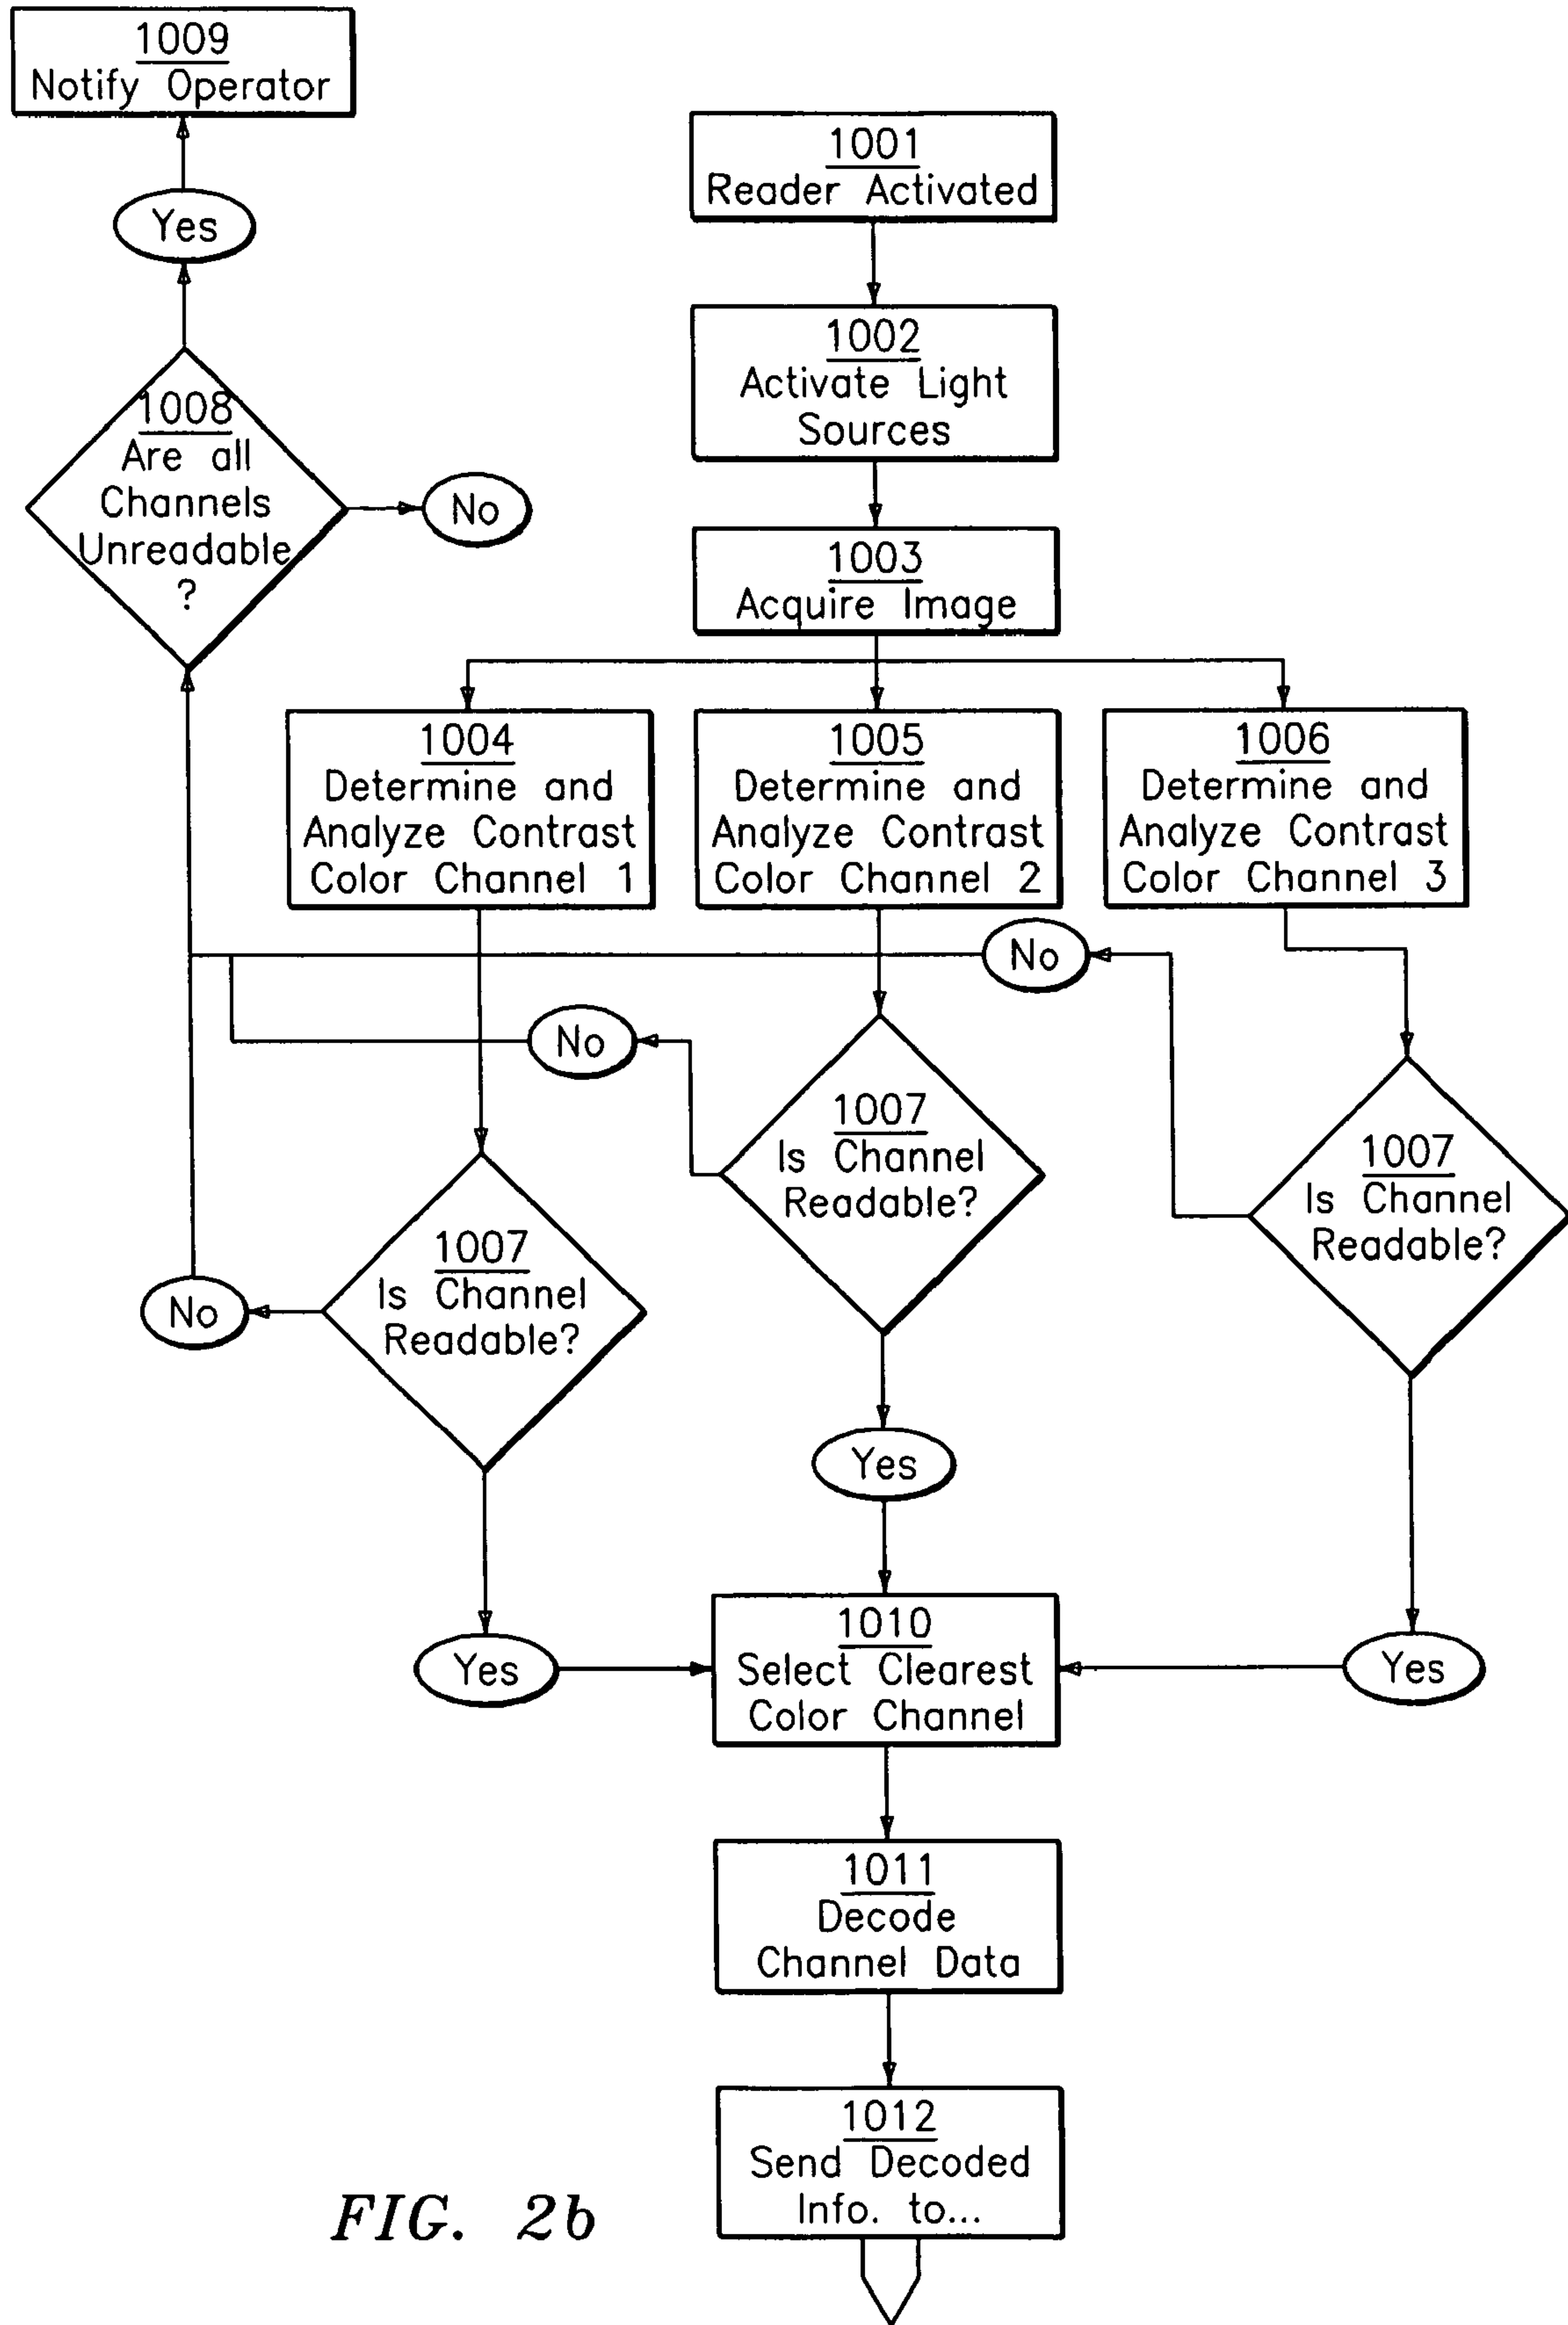 1009
Notify Operator
Yes
1008
Are all
Channels
Unreadable
?
No
1001
Reader Activated
1002
Activate Light
Sources
1003
Acquire Image
1004
Determine and
Analyze Contrast
Color Channel 1
1005
Determine and
Analyze Contrast
Color Channel 2
1006
Determine and
Analyze Contrast
Color Channel 3
No
No
1007
Is Channel
Readable?
1007
Is Channel
Readable?
1007
Is Channel
Readable?
No
Yes
Yes
1010
Select Clearest
Color Channel
Yes
1011
Decode
Channel Data
1012
Send Decoded
Info. to...
FIG. 2b